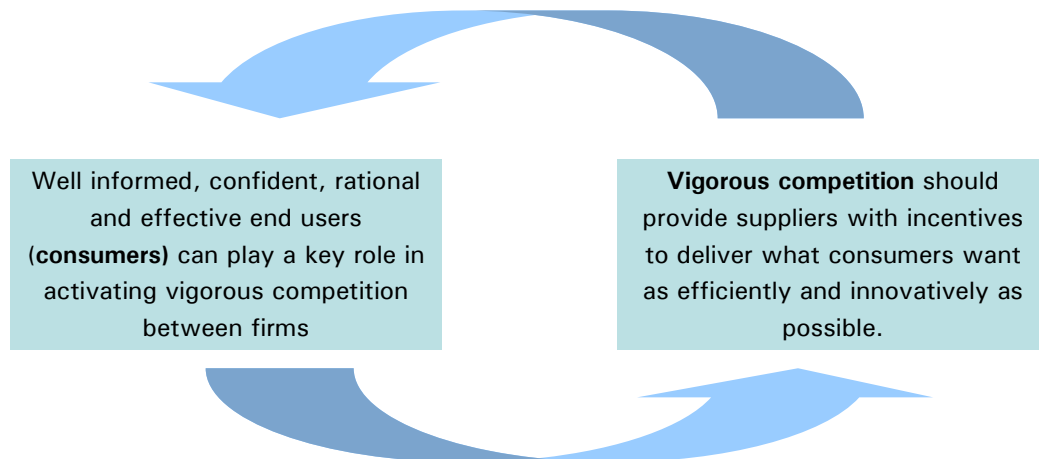 Well informed, confident, rational
and effective end users
(consumers) can play a key role in
activating vigorous competition
between firms
Vigorous competition should
provide suppliers with incentives
to deliver what consumers want
as efficiently and innovatively as
possible.